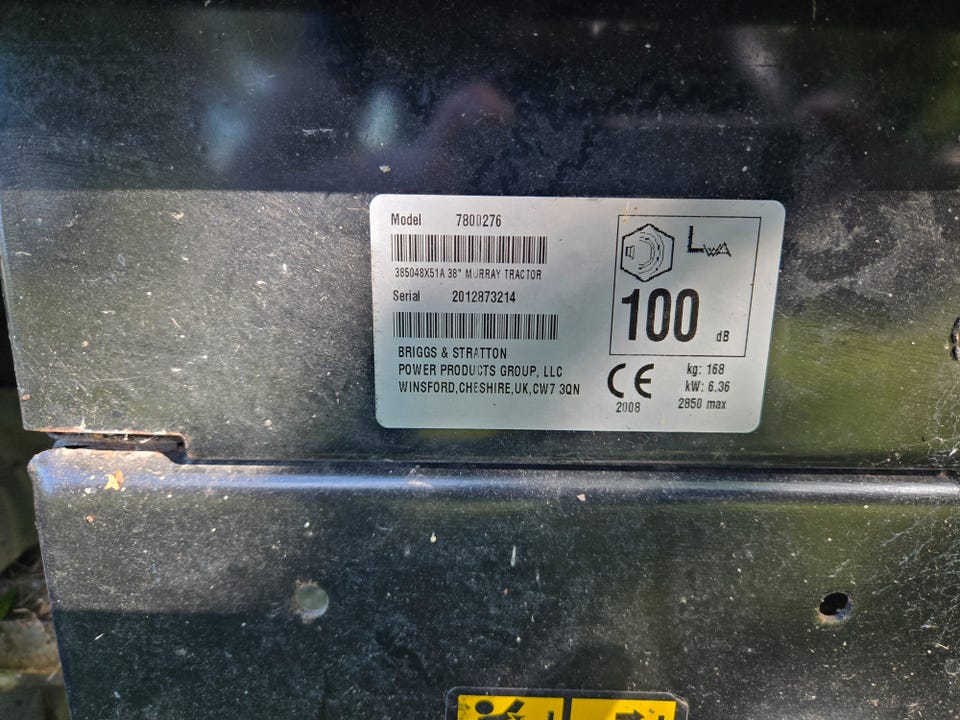 Model 7800276
385048X51A 38" MURRAY TRACTOR
Serial 2012873214
BRIGGS & STRATTON
POWER PRODUCTS GROUP, LLC
WINSFORD,CHESHIRE,UK,CW7 3QN
LWA
100 dB
CE
2008
kg: 168
kW: 6.36
2850 max